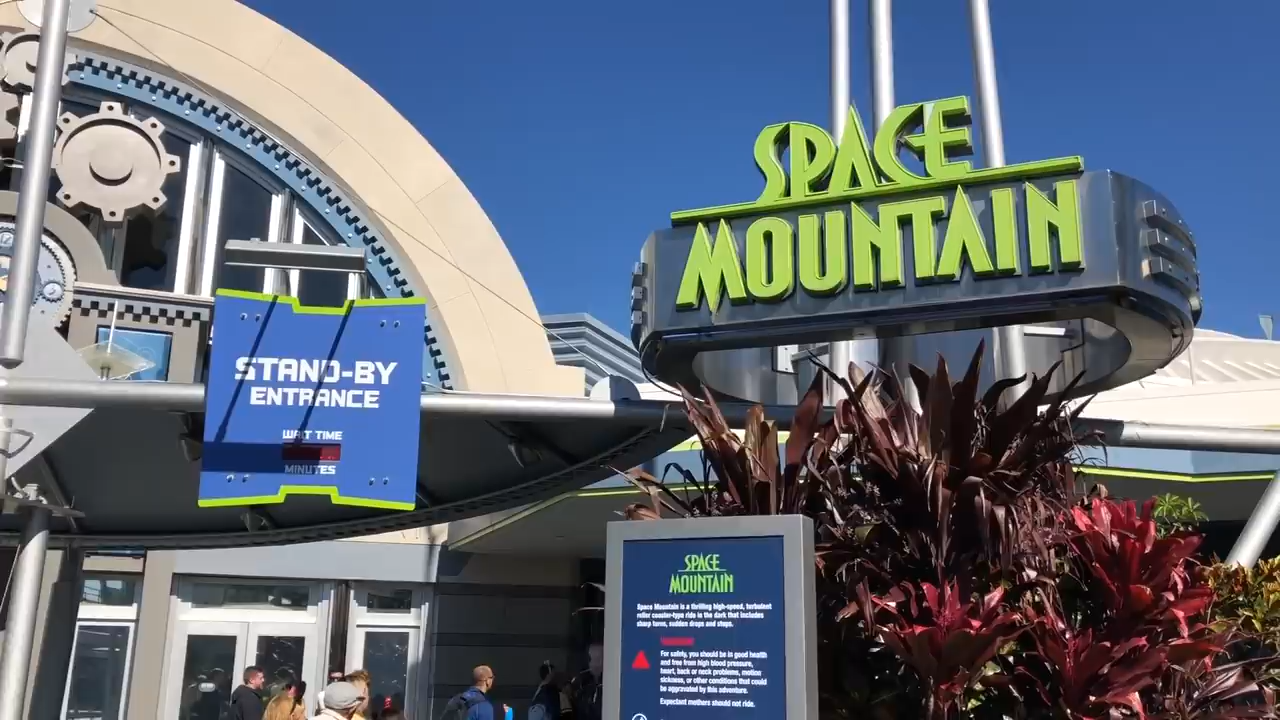 SPACE
MOUNTAIN
STAND-BY
ENTRANCE
WAIT TIME
MINUTES
SPACE
MOUNTAIN
Space Mountain is a thrilling high-speed, turbulent
roller coaster-type ride in the dark that includes
sharp turns, sudden drops and stops.
For safety, you should be in good health
and free from high blood pressure,
heart, back or neck problems, motion
sickness, or other conditions that could
be aggravated by this adventure.
Expectant mothers should not ride.